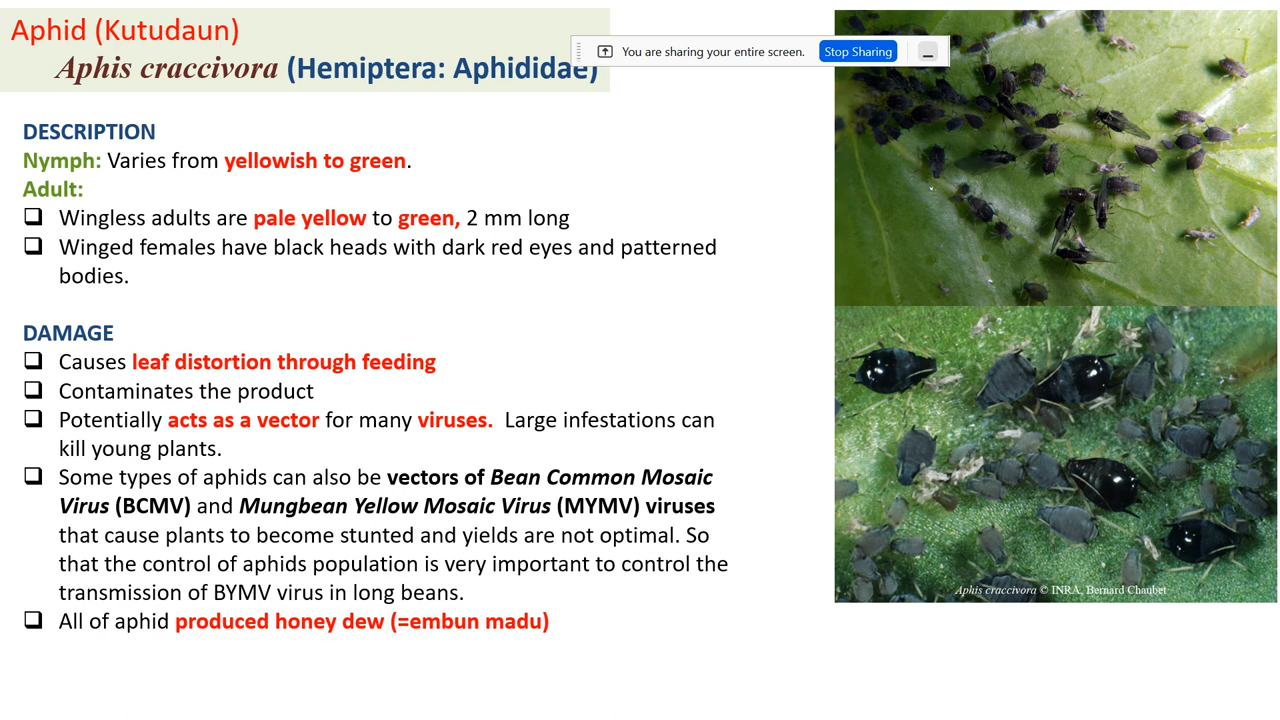 Aphid (Kutudaun)
Aphis craccivora (Hemiptera: Aphididae)
You are sharing your entire screen. Stop Sharing
DESCRIPTION
Nymph: Varies from yellowish to green.
Adult:
Wingless adults are pale yellow to green, 2 mm long
Winged females have black heads with dark red eyes and patterned
bodies.
DAMAGE
Causes leaf distortion through feeding
Contaminates the product
Potentially acts as a vector for many viruses. Large infestations can
kill young plants.
Some types of aphids can also be vectors of Bean Common Mosaic
Virus (BCMV) and Mungbean Yellow Mosaic Virus (MYMV) viruses
that cause plants to become stunted and yields are not optimal. So
that the control of aphids population is very important to control the
transmission of BYMV virus in long beans.
All of aphid produced honey dew (=embun madu)
Aphis craccivora © INRA, Bernard Chaubet